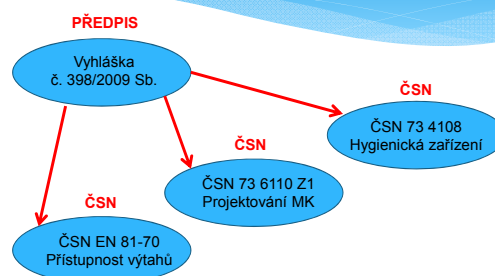 PŘEDPIS
Vyhláška
č. 398/2009 Sb.
ČSN
ČSN 73 4108
Hygienická zařízení
ČSN
ČSN 73 6110 Z1
Projektování MK
ČSN
ČSN EN 81-70
Přístupnost výtahů